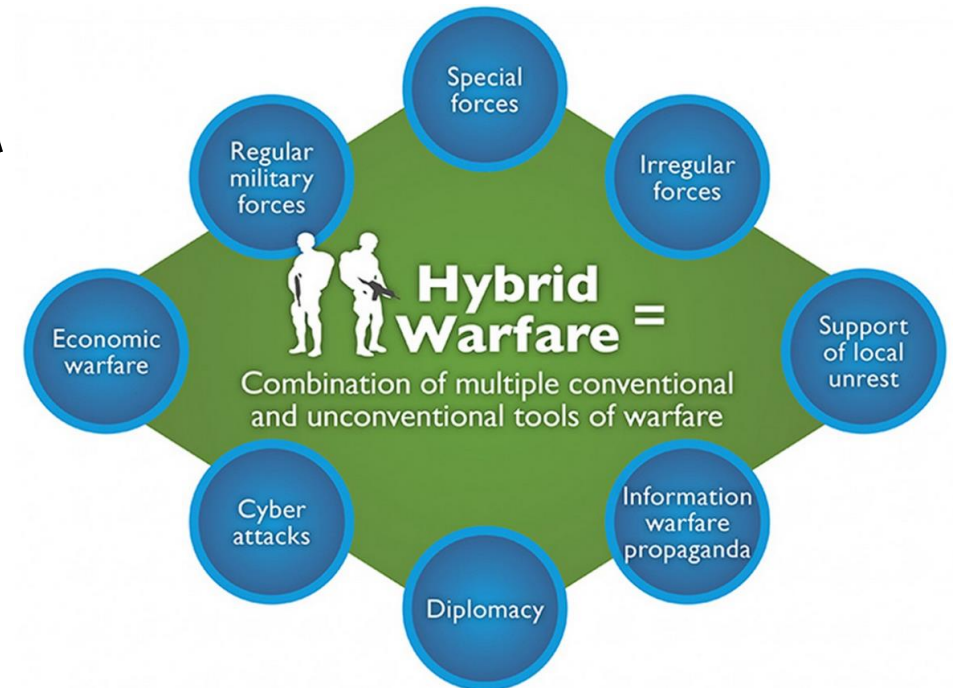 Special
forces
Regular
military
forces
Irregular
forces
Hybrid
Warfare =
Economic
warfare
Support
of local
unrest
Combination of multiple conventional
and unconventional tools of warfare
Cyber
attacks
Information
warfare
propaganda
Diplomacy